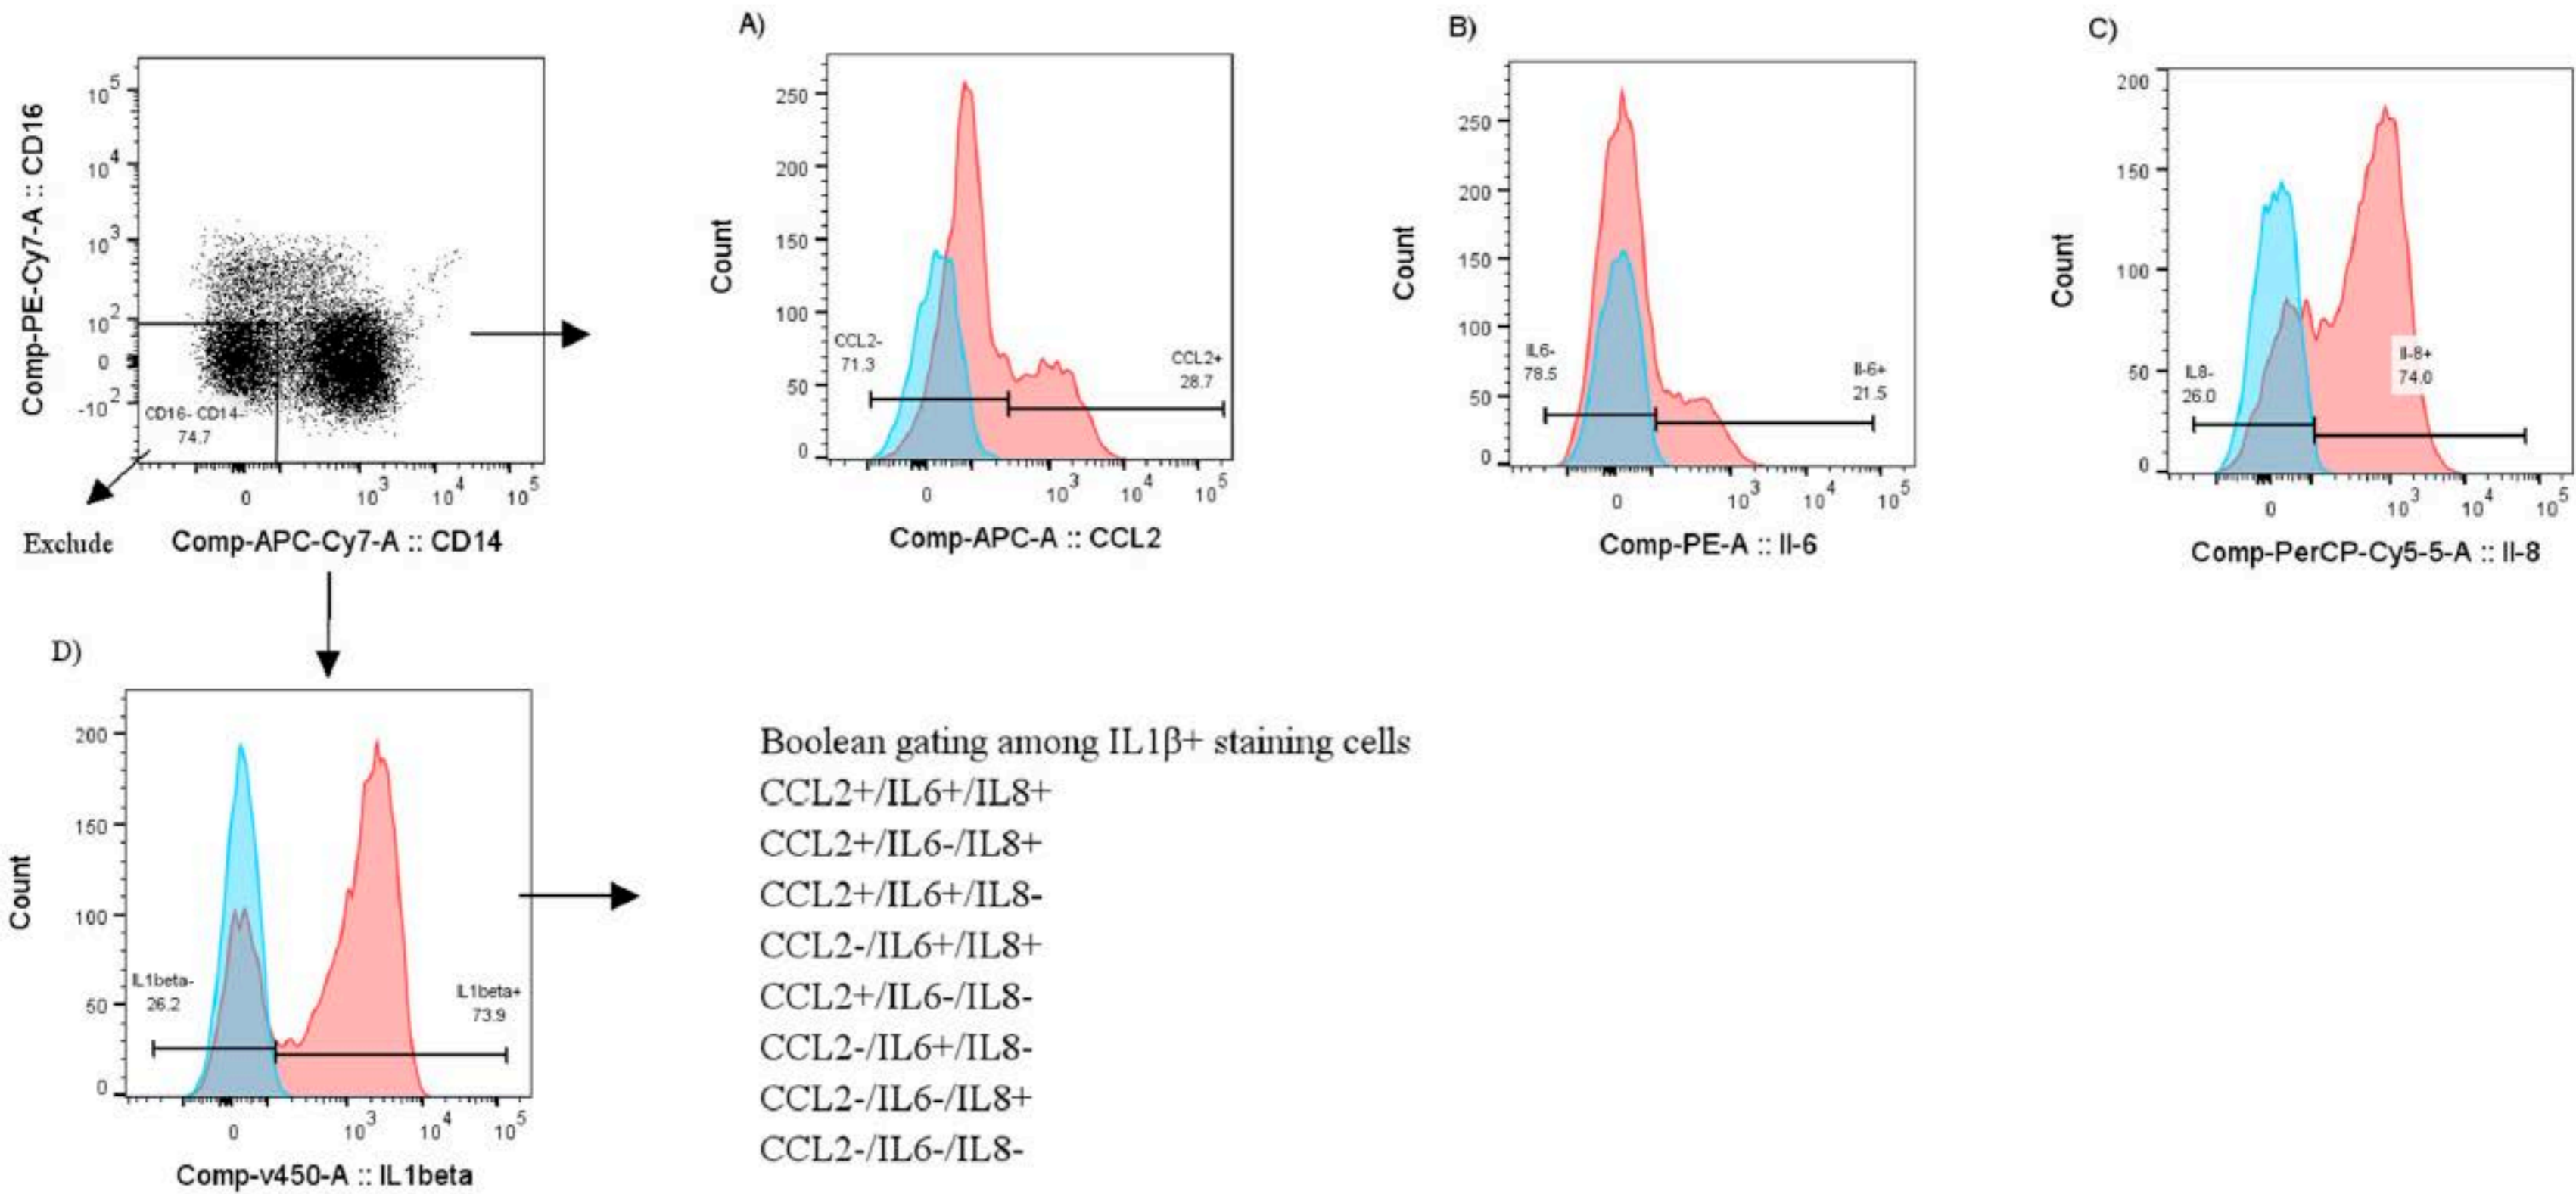 A)
B)
C)
Comp-PE-Cy7-A :: CD16
10^5
10^4
10^3
10^2
0
-10^2
CD16- CD14-
74.7
0 10^3 10^4 10^5
Comp-APC-Cy7-A :: CD14
Exclude
Count
250
200
150
100
50
0
CCL2-
71.3
CCL2+
28.7
0 10^3 10^4 10^5
Comp-APC-A :: CCL2
Count
250
200
150
100
50
0
IL6-
78.5
Il-6+
21.5
0 10^3 10^4 10^5
Comp-PE-A :: Il-6
Count
200
150
100
50
0
IL8-
26.0
Il-8+
74.0
0 10^3 10^4 10^5
Comp-PerCP-Cy5-5-A :: Il-8
D)
Count
200
150
100
50
0
IL1beta-
26.2
IL1beta+
73.9
0 10^3 10^4 10^5
Comp-v450-A :: IL1beta
Boolean gating among IL1β+ staining cells
CCL2+/IL6+/IL8+
CCL2+/IL6-/IL8+
CCL2+/IL6+/IL8-
CCL2-/IL6+/IL8+
CCL2+/IL6-/IL8-
CCL2-/IL6+/IL8-
CCL2-/IL6-/IL8+
CCL2-/IL6-/IL8-